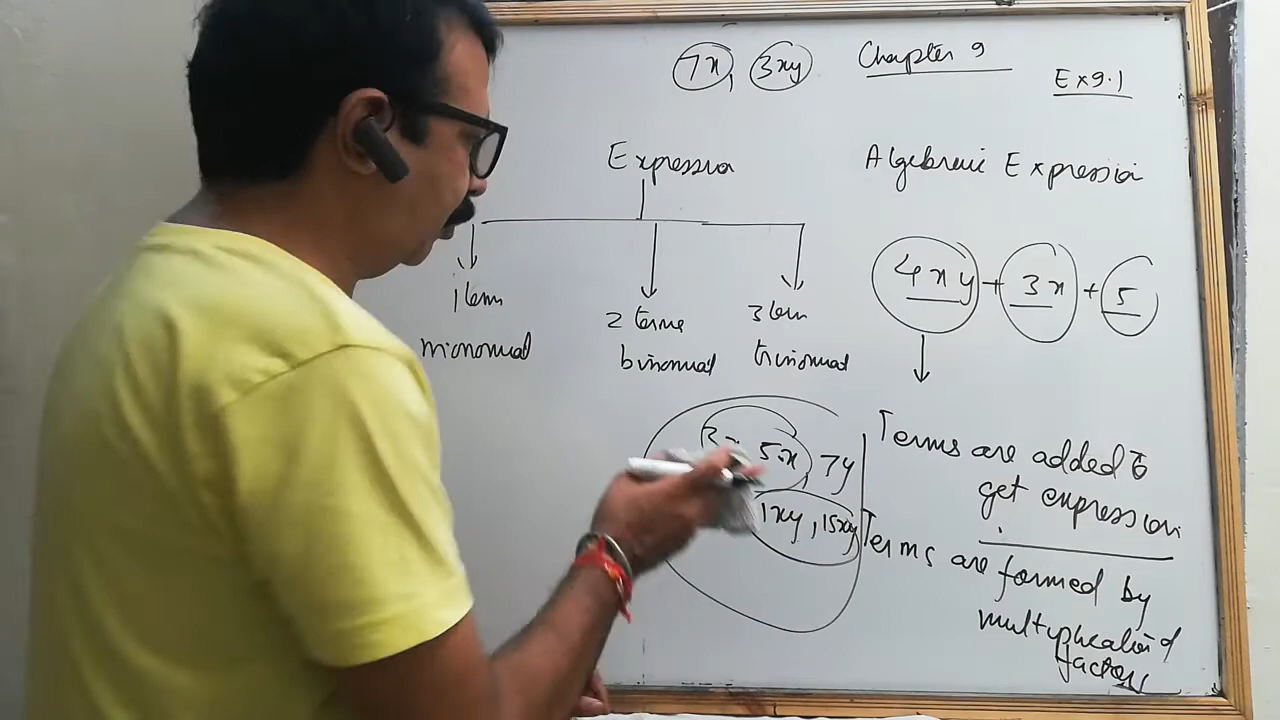 7x, 3xy
Chapter 9
Ex 9.1
Expression
1 term
monomial
2 terms
binomial
3 term
trinomial
5x, 7y
1xy, 15xy
Algebraic Expression
4xy + 3x + 5
Terms are added to
get expression
Terms are formed by
multiplication of
factors